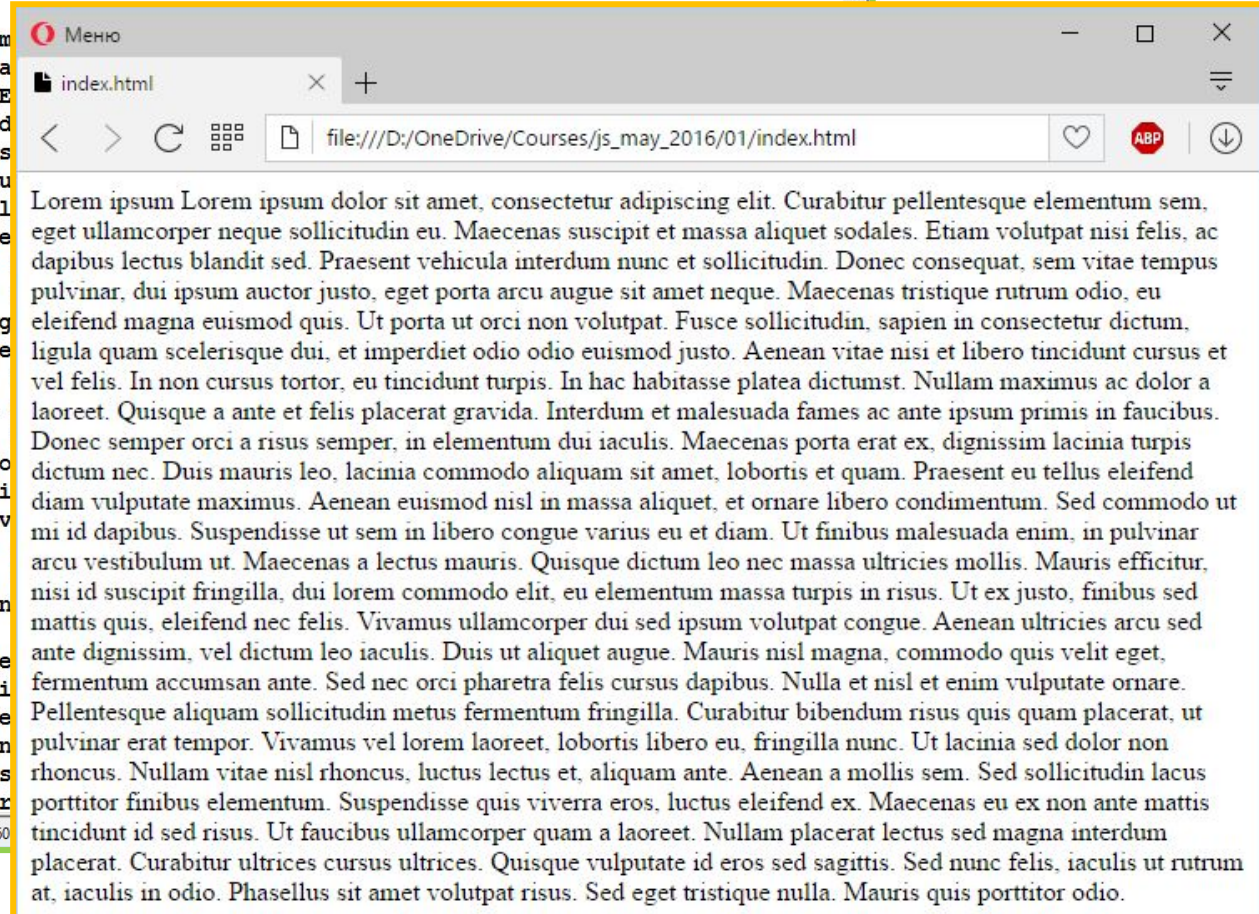 Меню
index.html
file:///D:/OneDrive/Courses/js_may_2016/01/index.html
ABP
Lorem ipsum Lorem ipsum dolor sit amet, consectetur adipiscing elit. Curabitur pellentesque elementum sem,
eget ullamcorper neque sollicitudin eu. Maecenas suscipit et massa aliquet sodales. Etiam volutpat nisi felis, ac
dapibus lectus blandit sed. Praesent vehicula interdum nunc et sollicitudin. Donec consequat, sem vitae tempus
pulvinar, dui ipsum auctor justo, eget porta arcu augue sit amet neque. Maecenas tristique rutrum odio, eu
eleifend magna euismod quis. Ut porta ut orci non volutpat. Fusce sollicitudin, sapien in consectetur dictum,
ligula quam scelerisque dui, et imperdiet odio odio euismod justo. Aenean vitae nisi et libero tincidunt cursus et
vel felis. In non cursus tortor, eu tincidunt turpis. In hac habitasse platea dictumst. Nullam maximus ac dolor a
laoreet. Quisque a ante et felis placerat gravida. Interdum et malesuada fames ac ante ipsum primis in faucibus.
Donec semper orci a risus semper, in elementum dui iaculis. Maecenas porta erat ex, dignissim lacinia turpis
dictum nec. Duis mauris leo, lacinia commodo aliquam sit amet, lobortis et quam. Praesent eu tellus eleifend
diam vulputate maximus. Aenean euismod nisl in massa aliquet, et ornare libero condimentum. Sed commodo ut
mi id dapibus. Suspendisse ut sem in libero congue varius eu et diam. Ut finibus malesuada enim, in pulvinar
arcu vestibulum ut. Maecenas a lectus mauris. Quisque dictum leo nec massa ultricies mollis. Mauris efficitur,
nisi id suscipit fringilla, dui lorem commodo elit, eu elementum massa turpis in risus. Ut ex justo, finibus sed
mattis quis, eleifend nec felis. Vivamus ullamcorper dui sed ipsum volutpat congue. Aenean ultricies arcu sed
ante dignissim, vel dictum leo iaculis. Duis ut aliquet augue. Mauris nisl magna, commodo quis velit eget,
fermentum accumsan ante. Sed nec orci pharetra felis cursus dapibus. Nulla et nisl et enim vulputate ornare.
Pellentesque aliquam sollicitudin metus fermentum fringilla. Curabitur bibendum risus quis quam placerat, ut
pulvinar erat tempor. Vivamus vel lorem laoreet, lobortis libero eu, fringilla nunc. Ut lacinia sed dolor non
rhoncus. Nullam vitae nisl rhoncus, luctus lectus et, aliquam ante. Aenean a mollis sem. Sed sollicitudin lacus
porttitor finibus elementum. Suspendisse quis viverra eros, luctus eleifend ex. Maecenas eu ex non ante mattis
tincidunt id sed risus. Ut faucibus ullamcorper quam a laoreet. Nullam placerat lectus sed magna interdum
placerat. Curabitur ultrices cursus ultrices. Quisque vulputate id eros sed sagittis. Sed nunc felis, iaculis ut rutrum
at, iaculis in odio. Phasellus sit amet volutpat risus. Sed eget tristique nulla. Mauris quis porttitor odio.